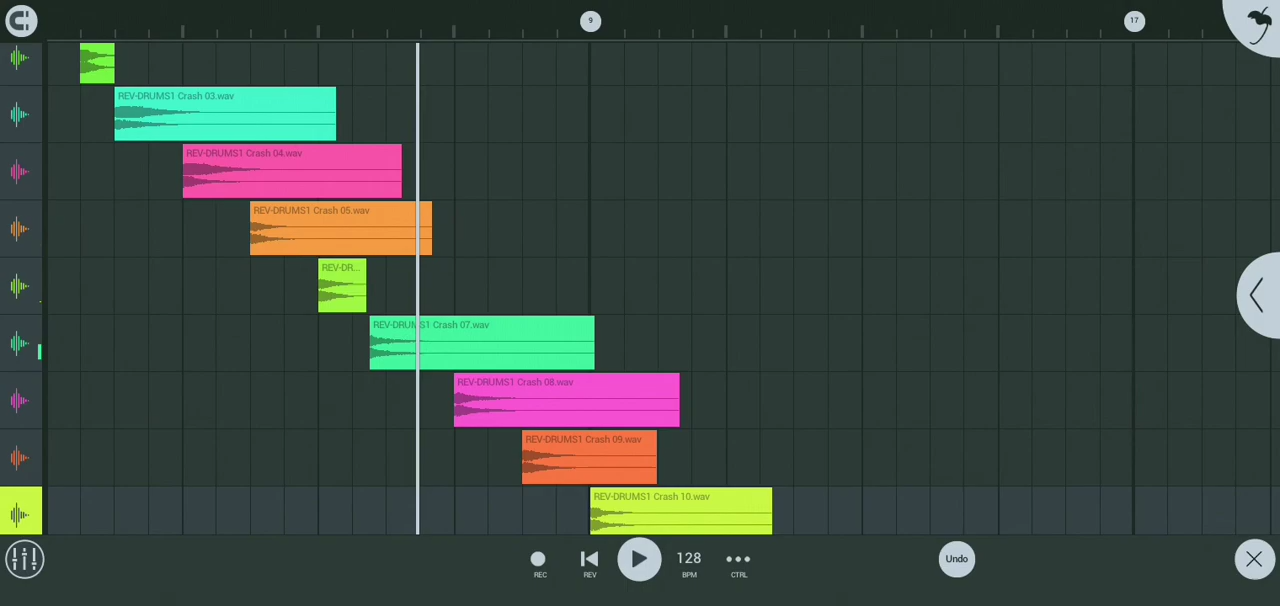 9
17
REV-DRUMS1 Crash 03.wav
REV-DRUMS1 Crash 04.wav
REV-DRUMS1 Crash 05.wav
REV-DR...
REV-DRUMS1 Crash 07.wav
REV-DRUMS1 Crash 08.wav
REV-DRUMS1 Crash 09.wav
REV-DRUMS1 Crash 10.wav
128
Undo
REC
REV
BPM
CTRL